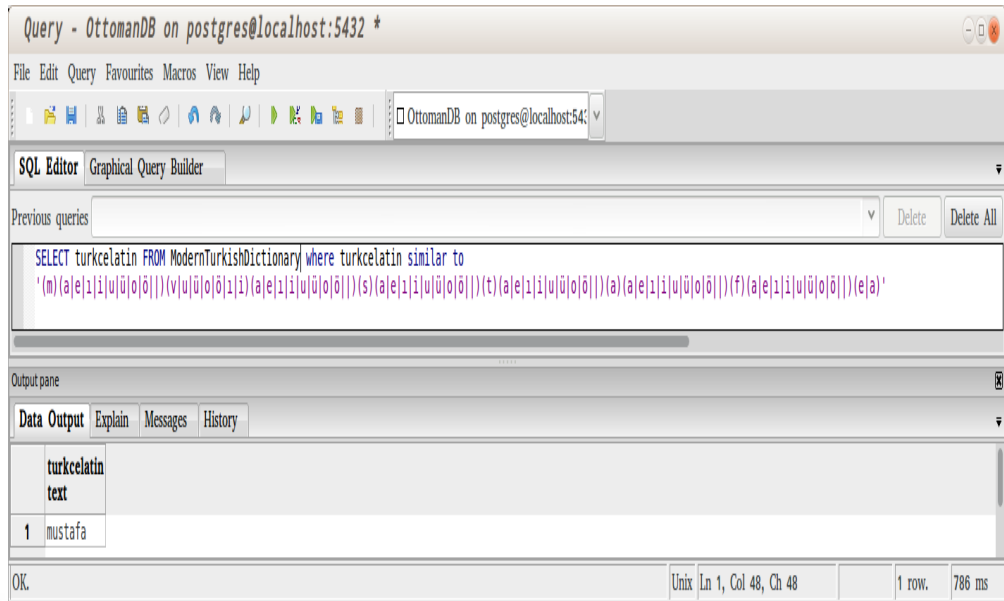 Query - OttomanDB on postgres@localhost:5432 *
File Edit Query Favourites Macros View Help
OttomanDB on postgres@localhost:543
SQL Editor Graphical Query Builder
Previous queries Delete Delete All
SELECT turkcelatin FROM ModernTurkishDictionary where turkcelatin similar to
'(m)(a|e|ı|i|u|ü|o|ö||)(v|u|ü|o|ö|ı|i)(a|e|ı|i|u|ü|o|ö||)(s)(a|e|ı|i|u|ü|o|ö||)(t)(a|e|ı|i|u|ü|o|ö||)(a)(a|e|ı|i|u|ü|o|ö||)(f)(a|e|ı|i|u|ü|o|ö||)(e|a)'
Output pane
Data Output Explain Messages History
turkcelatin
text
1 mustafa
OK. Unix Ln 1, Col 48, Ch 48 1 row. 786 ms